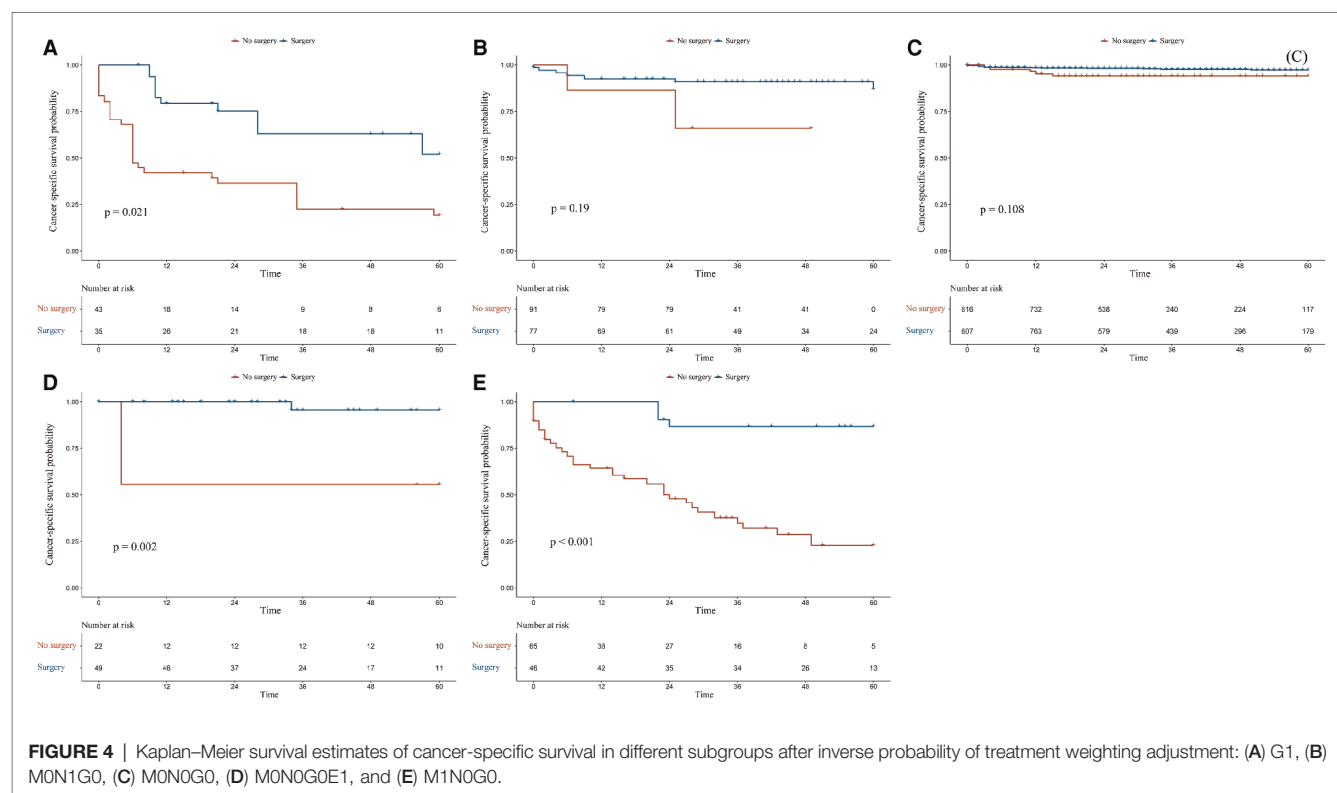 A
No surgery Surgery
Cancer-specific survival probability
1.00
0.75
0.50
0.25
0.00
p = 0.021
0 12 24 36 48 60
Time
Number at risk
No surgery 43 18 14 9 8 6
Surgery 35 26 21 18 18 11
0 12 24 36 48 60
Time
B
No surgery Surgery
Cancer-specific survival probability
1.00
0.75
0.50
0.25
0.00
p = 0.19
0 12 24 36 48 60
Time
Number at risk
No surgery 91 79 79 41 41 0
Surgery 77 69 61 49 34 24
0 12 24 36 48 60
Time
C
No surgery Surgery
(C)
Cancer-specific survival probability
1.00
0.75
0.50
0.25
0.00
p = 0.108
0 12 24 36 48 60
Time
Number at risk
No surgery 816 732 538 240 224 117
Surgery 807 763 579 439 296 179
0 12 24 36 48 60
Time
D
No surgery Surgery
Cancer-specific survival probability
1.00
0.75
0.50
0.25
0.00
p = 0.002
0 12 24 36 48 60
Time
Number at risk
No surgery 22 12 12 12 12 10
Surgery 49 46 37 24 17 11
0 12 24 36 48 60
Time
E
No surgery Surgery
Cancer-specific survival probability
1.00
0.75
0.50
0.25
0.00
p < 0.001
0 12 24 36 48 60
Time
Number at risk
No surgery 65 38 27 16 8 5
Surgery 46 42 35 34 26 13
0 12 24 36 48 60
Time
FIGURE 4 | Kaplan–Meier survival estimates of cancer-specific survival in different subgroups after inverse probability of treatment weighting adjustment: (A) G1, (B)
M0N1G0, (C) M0N0G0, (D) M0N0G0E1, and (E) M1N0G0.